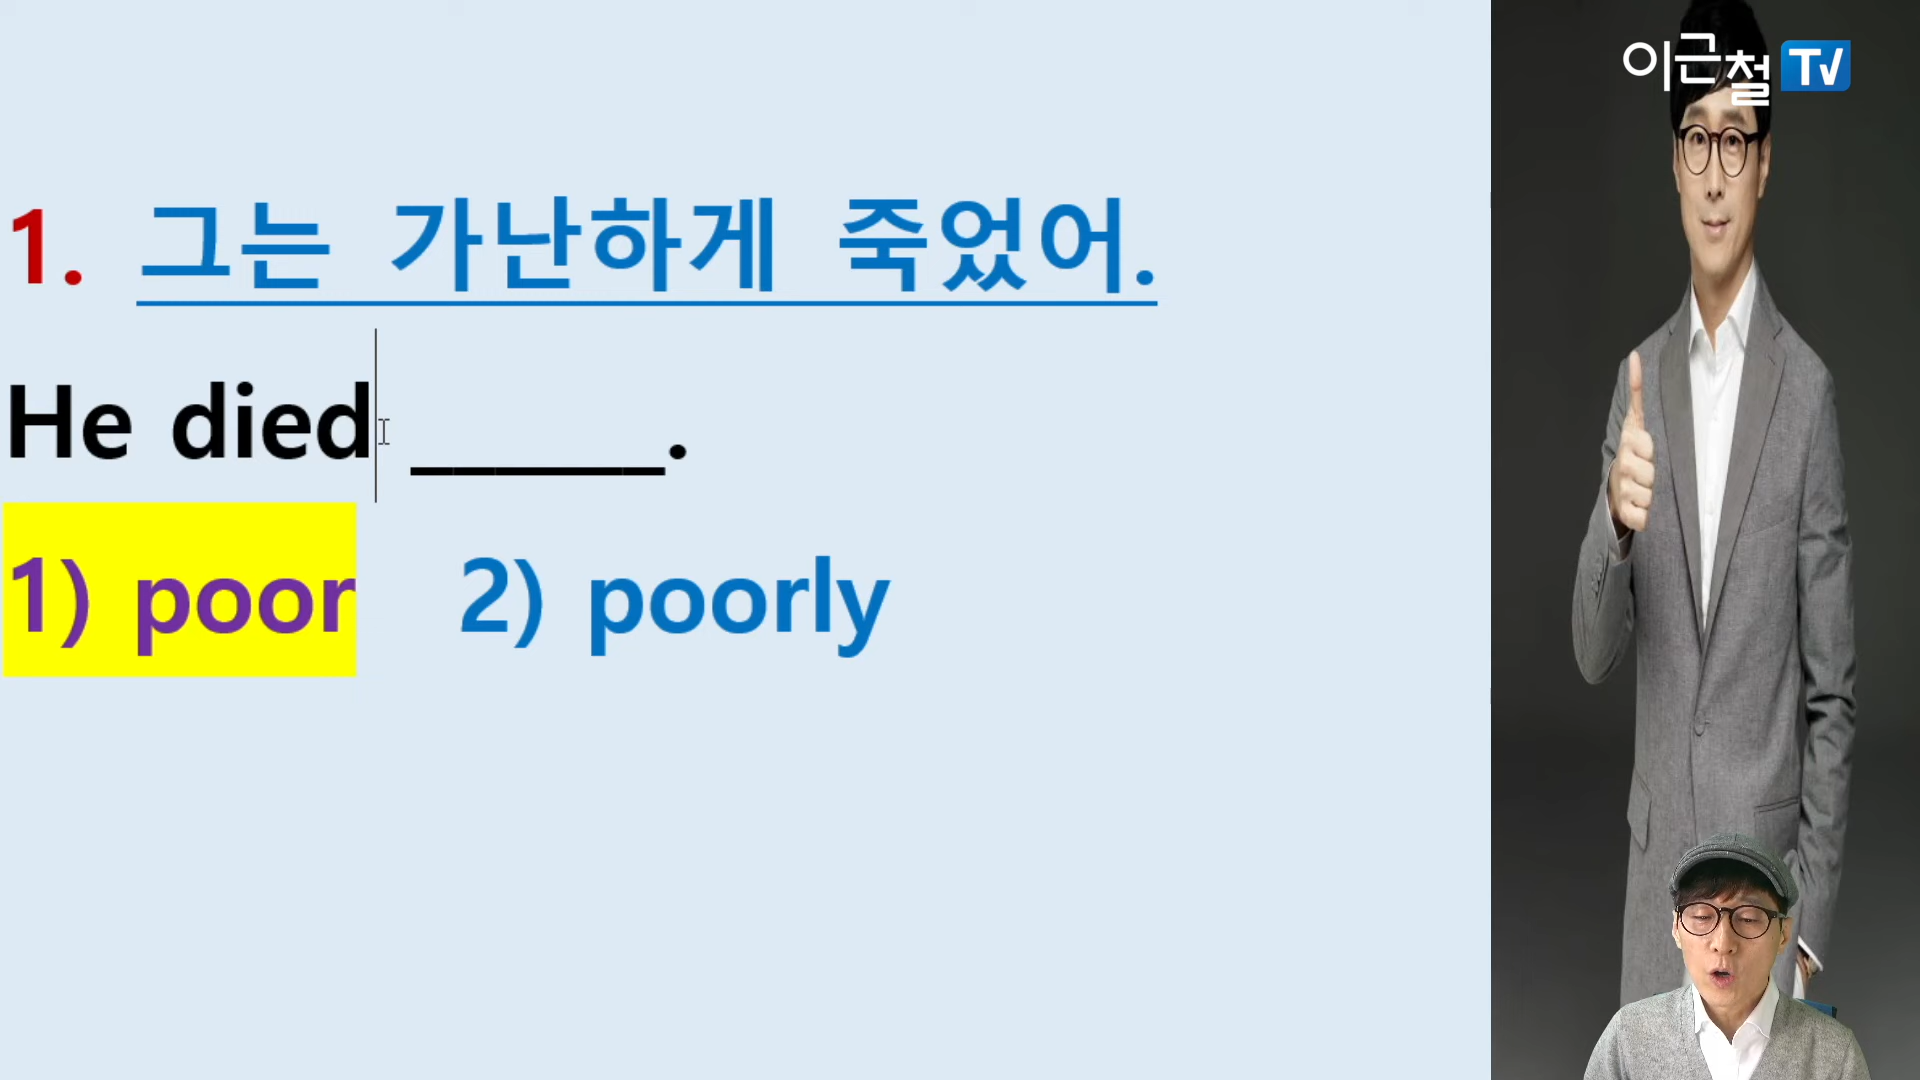 이근철 TV
1. 그는 가난하게 죽었어.
He died ______.
1) poor 2) poorly